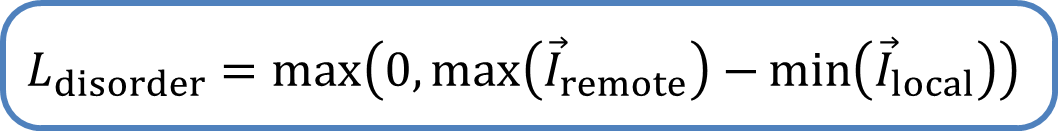 L_disorder = max(0, max(I⃗_remote) − min(I⃗_local))